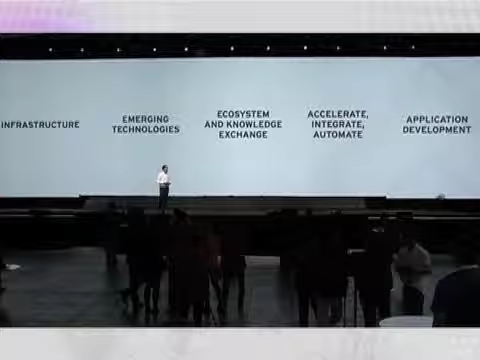 INFRASTRUCTURE
EMERGING
TECHNOLOGIES
ECOSYSTEM
AND KNOWLEDGE
EXCHANGE
ACCELERATE,
INTEGRATE,
AUTOMATE
APPLICATION
DEVELOPMENT